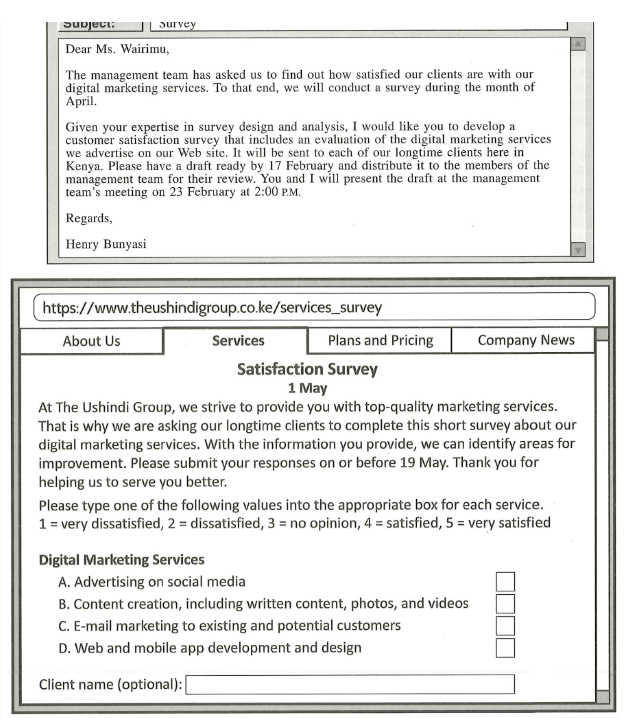 Subject: Survey
Dear Ms. Wairimu,
The management team has asked us to find out how satisfied our clients are with our
digital marketing services. To that end, we will conduct a survey during the month of
April.
Given your expertise in survey design and analysis, I would like you to develop a
customer satisfaction survey that includes an evaluation of the digital marketing services
we advertise on our Web site. It will be sent to each of our longtime clients here in
Kenya. Please have a draft ready by 17 February and distribute it to the members of the
management team for their review. You and I will present the draft at the management
team's meeting on 23 February at 2:00 P.M.
Regards,
Henry Bunyasi
https://www.theushindigroup.co.ke/services_survey
About Us Services Plans and Pricing Company News
Satisfaction Survey
1 May
At The Ushindi Group, we strive to provide you with top-quality marketing services.
That is why we are asking our longtime clients to complete this short survey about our
digital marketing services. With the information you provide, we can identify areas for
improvement. Please submit your responses on or before 19 May. Thank you for
helping us to serve you better.
Please type one of the following values into the appropriate box for each service.
1 = very dissatisfied, 2 = dissatisfied, 3 = no opinion, 4 = satisfied, 5 = very satisfied
Digital Marketing Services
A. Advertising on social media
B. Content creation, including written content, photos, and videos
C. E-mail marketing to existing and potential customers
D. Web and mobile app development and design
Client name (optional):